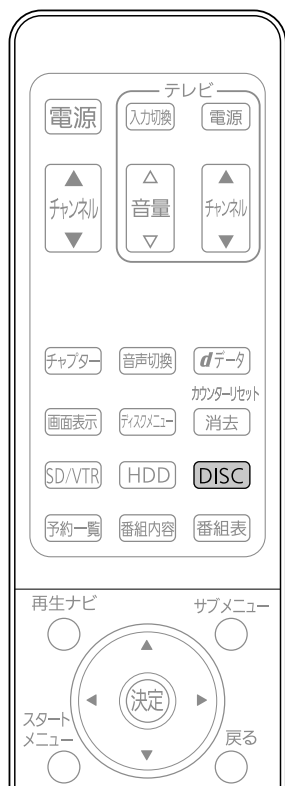 テレビ
電源
入力切換
電源
チャンネル
音量
チャンネル
チャプター
音声切換
dデータ
カウンターリセット
画面表示
ディスクメニュー
消去
SD/VTR
HDD
DISC
予約一覧
番組内容
番組表
再生ナビ
サブメニュー
決定
スタート
メニュー
戻る